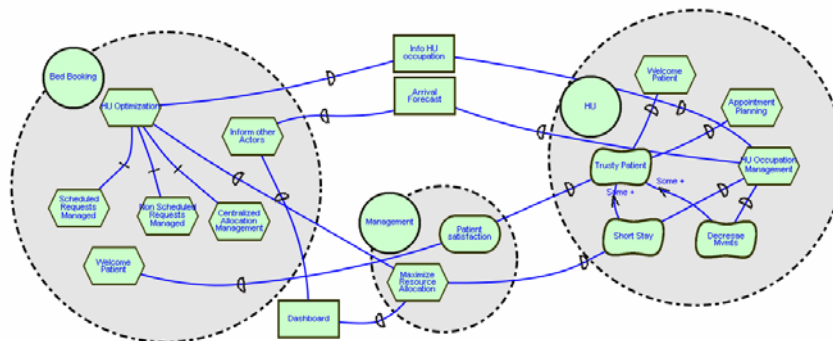 Bed Booking
HU Optimization
Inform other
Actors
Scheduled
Requests
Managed
Non Scheduled
Requests
Managed
Centralized
Allocation
Management
Welcome
Patient
Dashboard
Info HU
occupation
Arrival
Forecast
Management
Patient
satisfaction
Maximize
Resource
Allocation
HU
Welcome
Patient
Appointment
Planning
Trusty Patient
HU Occupation
Management
Some +
Some +
Short Stay
Decresae
Mvmts